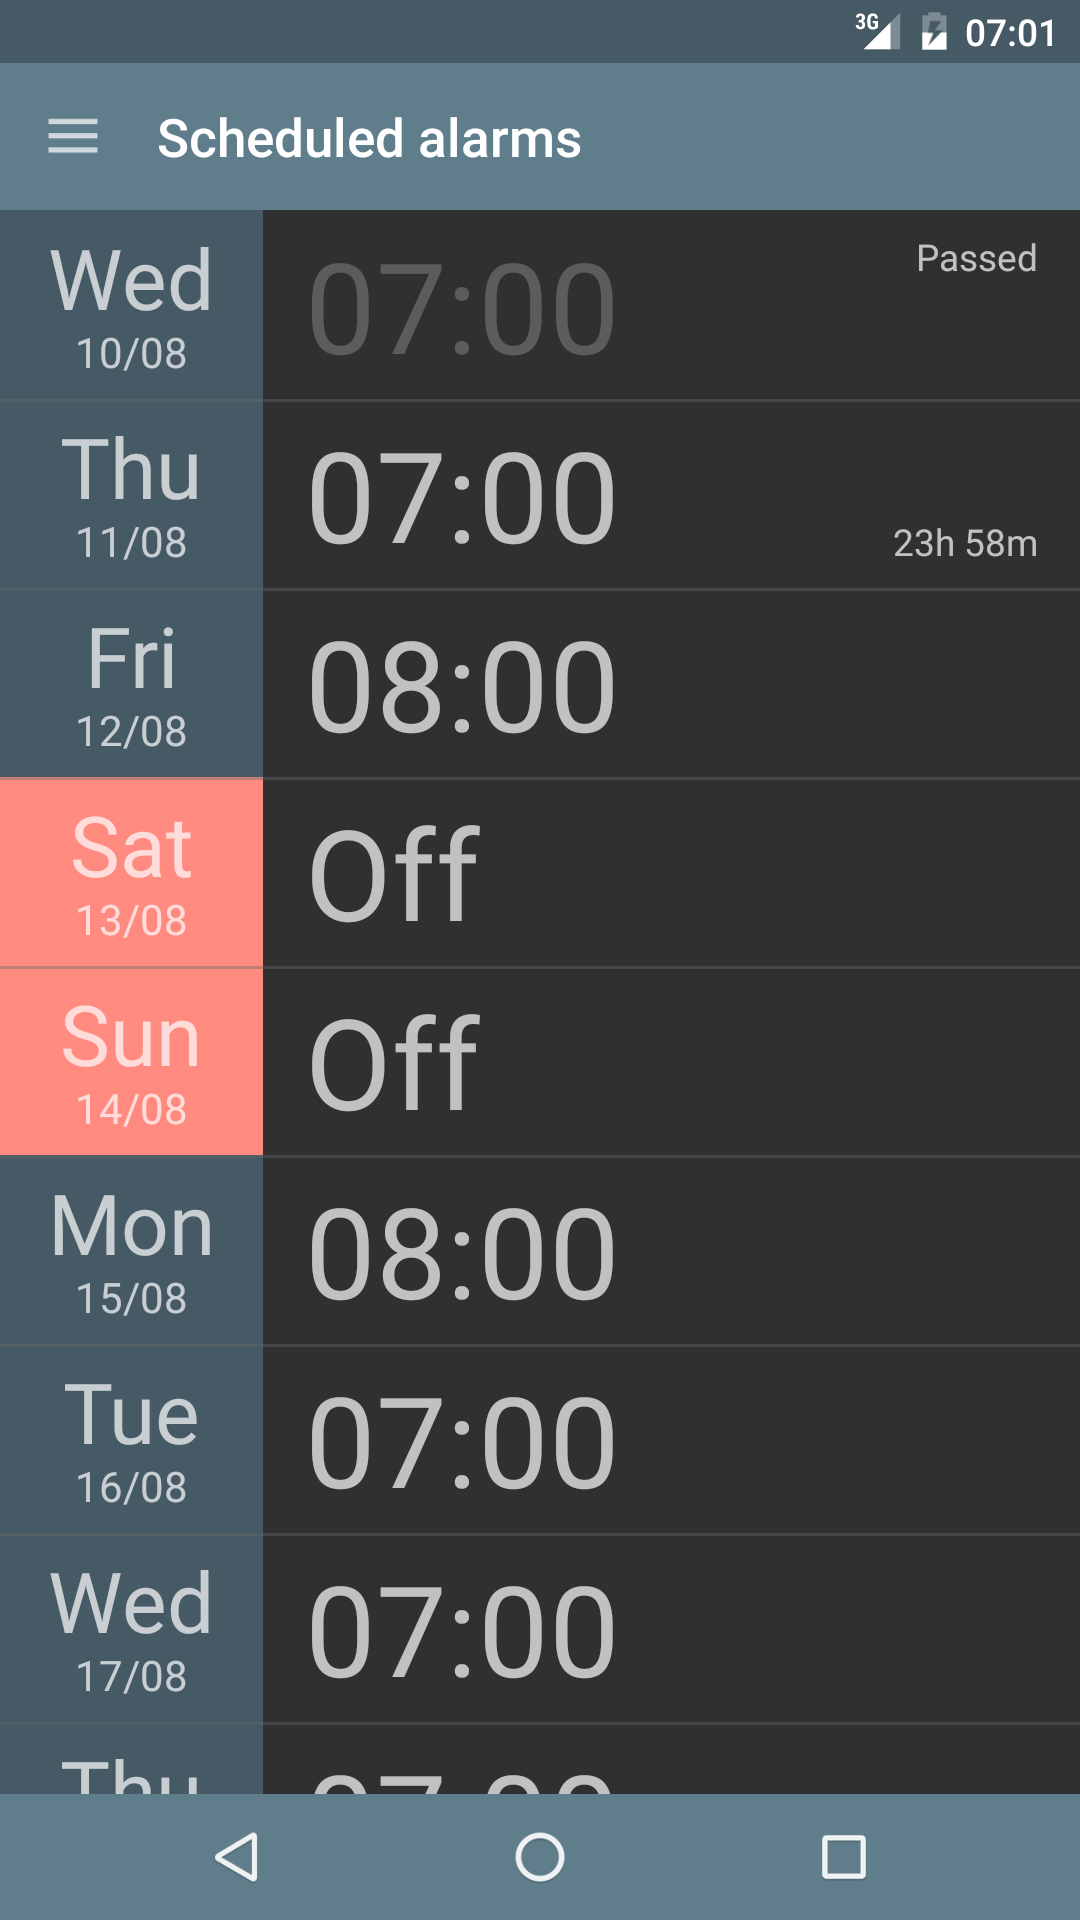 3G 07:01
Scheduled alarms
Wed
10/08
07:00
Passed
Thu
11/08
07:00
23h 58m
Fri
12/08
08:00
Sat
13/08
Off
Sun
14/08
Off
Mon
15/08
08:00
Tue
16/08
07:00
Wed
17/08
07:00
Thu